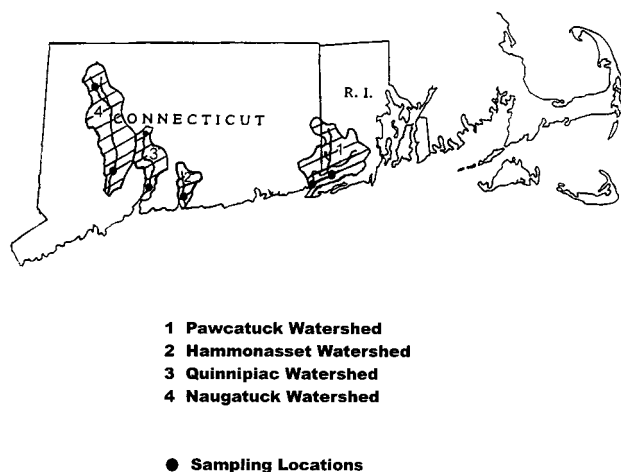 R. I.
CONNECTICUT
4
3
2
1
1 Pawcatuck Watershed
2 Hammonasset Watershed
3 Quinnipiac Watershed
4 Naugatuck Watershed
● Sampling Locations